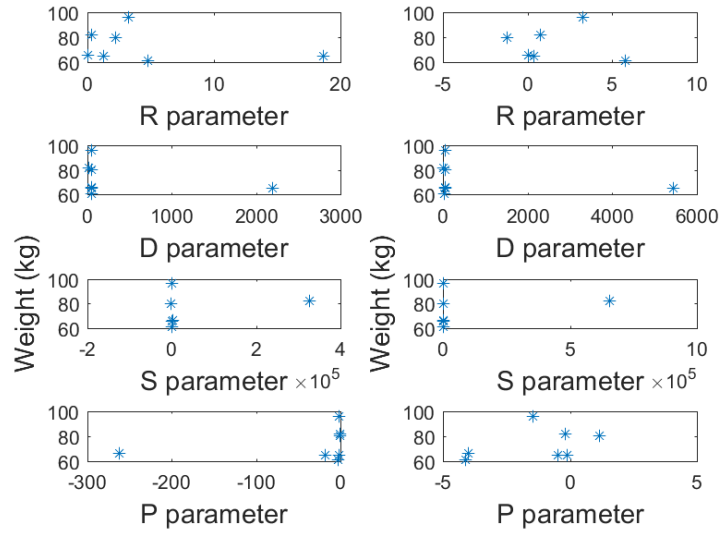 100
80
60
0 10 20
R parameter
100
80
60
-5 0 5 10
R parameter
100
80
60
0 1000 2000 3000
D parameter
100
80
60
0 2000 4000 6000
D parameter
Weight (kg)
100
80
60
-2 0 2 4
S parameter ×10^5
Weight (kg)
100
80
60
0 5 10
S parameter ×10^5
100
80
60
-300 -200 -100 0
P parameter
100
80
60
-5 0 5
P parameter